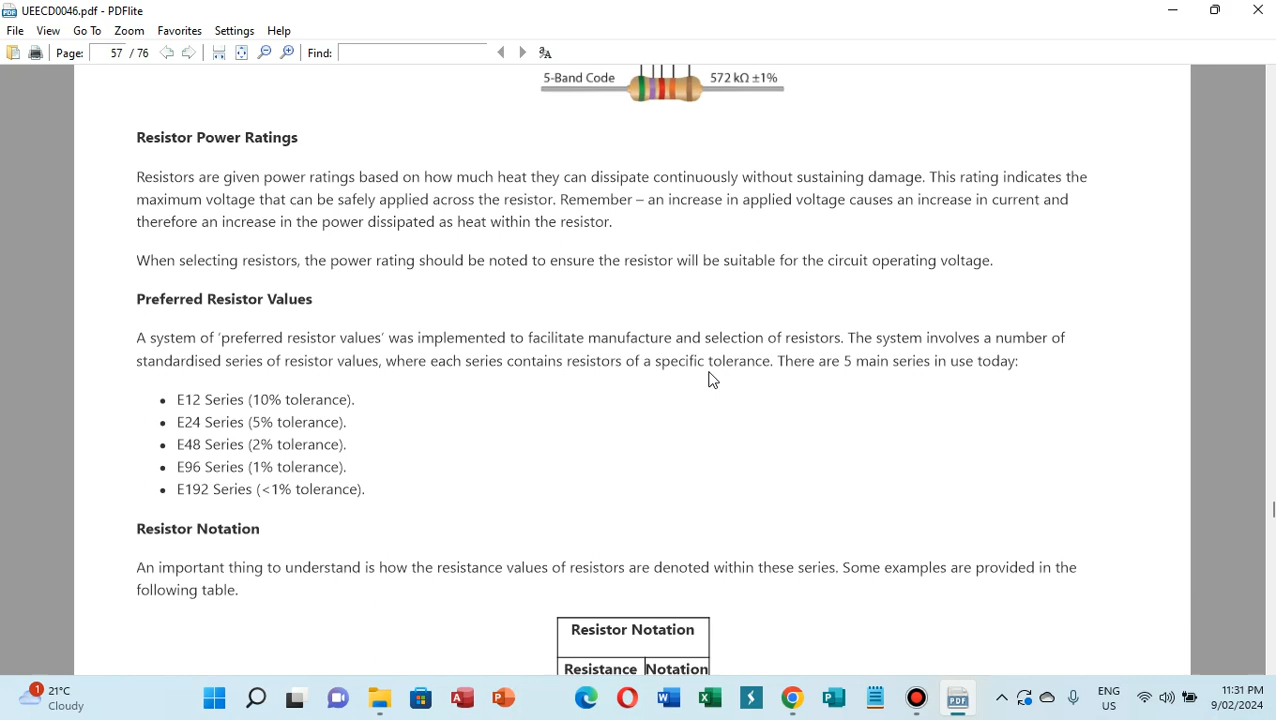 UEECD0046.pdf - PDFlite
File View Go To Zoom Favorites Settings Help
Page: 57 / 76 Find:
5-Band Code 572 kΩ ±1%
Resistor Power Ratings
Resistors are given power ratings based on how much heat they can dissipate continuously without sustaining damage. This rating indicates the
maximum voltage that can be safely applied across the resistor. Remember – an increase in applied voltage causes an increase in current and
therefore an increase in the power dissipated as heat within the resistor.
When selecting resistors, the power rating should be noted to ensure the resistor will be suitable for the circuit operating voltage.
Preferred Resistor Values
A system of 'preferred resistor values' was implemented to facilitate manufacture and selection of resistors. The system involves a number of
standardised series of resistor values, where each series contains resistors of a specific tolerance. There are 5 main series in use today:
• E12 Series (10% tolerance).
• E24 Series (5% tolerance).
• E48 Series (2% tolerance).
• E96 Series (1% tolerance).
• E192 Series (<1% tolerance).
Resistor Notation
An important thing to understand is how the resistance values of resistors are denoted within these series. Some examples are provided in the
following table.
Resistor Notation
Resistance Notation
1 21°C
Cloudy
ENG
US
11:31 PM
9/02/2024